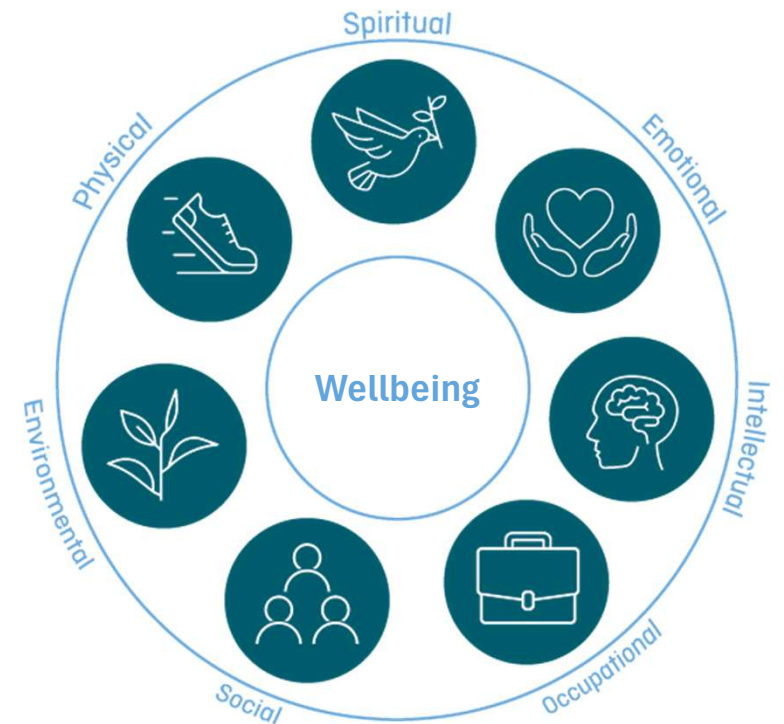 Spiritual
Emotional
Intellectual
Occupational
Social
Environmental
Physical
Wellbeing